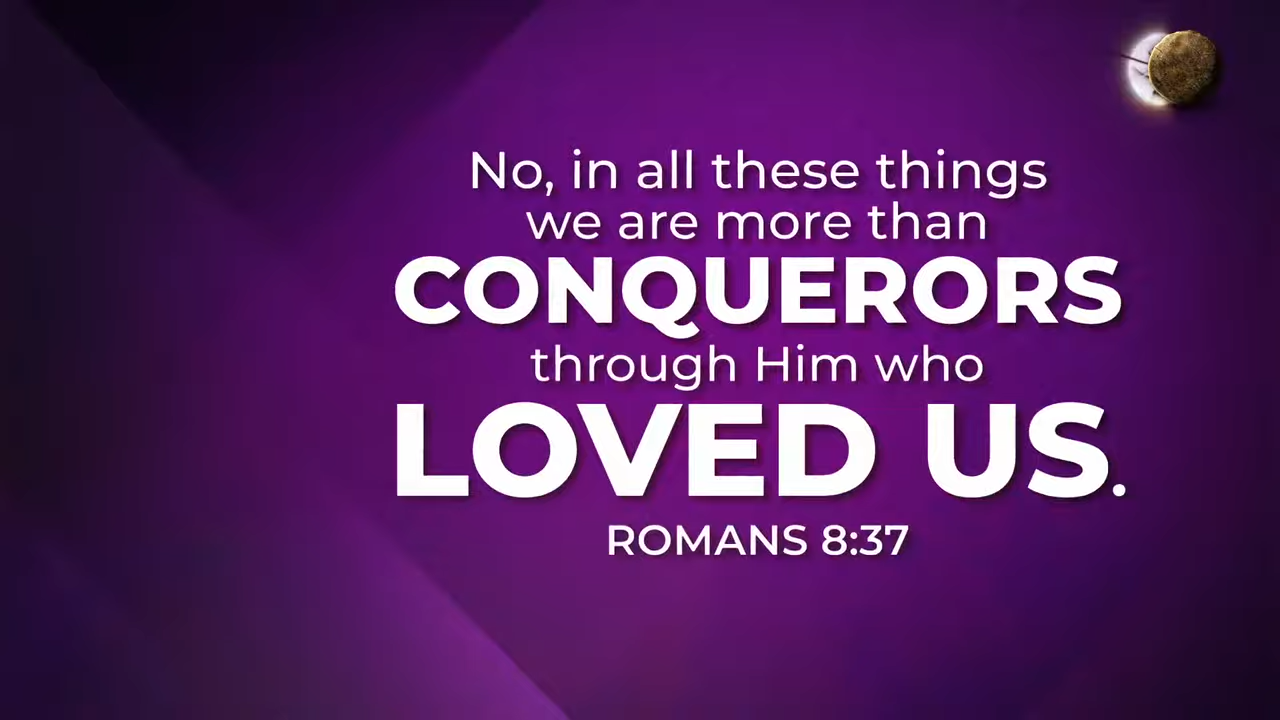 No, in all these things
we are more than
CONQUERORS
through Him who
LOVED US.
ROMANS 8:37